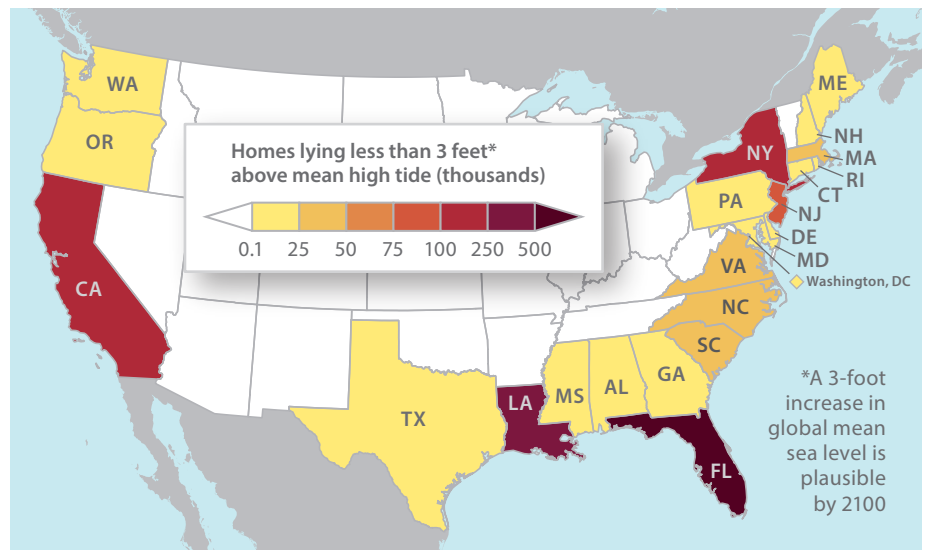 WA
OR
CA
TX
LA
MS
AL
GA
FL
SC
NC
VA
PA
NY
ME
NH
MA
RI
CT
NJ
DE
MD
Washington, DC
Homes lying less than 3 feet*
above mean high tide (thousands)
0.1 25 50 75 100 250 500
*A 3-foot
increase in
global mean
sea level is
plausible
by 2100